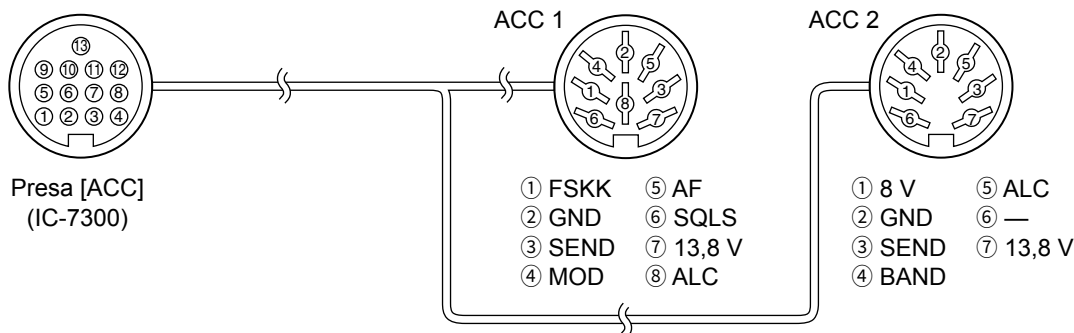 ACC 1
ACC 2
⑬
⑨ ⑩ ⑪ ⑫
⑤ ⑥ ⑦ ⑧
① ② ③ ④
② 
④ ⑤
① ③
⑧
⑥ ⑦
②
④ ⑤
① ③
⑥ ⑦
Presa [ACC]
(IC-7300)
① FSKK ⑤ AF
② GND ⑥ SQLS
③ SEND ⑦ 13,8 V
④ MOD ⑧ ALC
① 8 V ⑤ ALC
② GND ⑥ —
③ SEND ⑦ 13,8 V
④ BAND